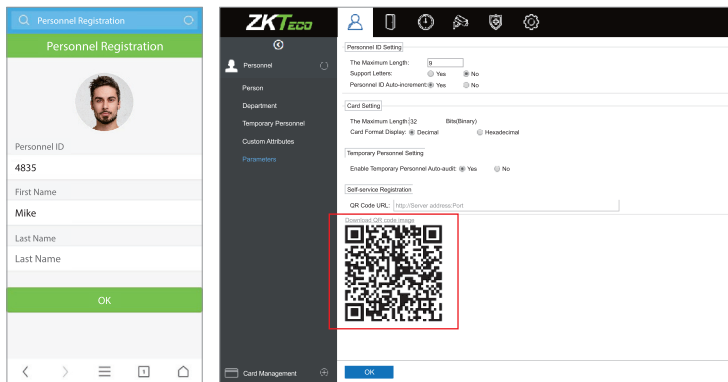 Personnel Registration
Personnel Registration
Personnel ID
4835
First Name
Mike
Last Name
Last Name
OK
1
ZKTeco
Personnel
Person
Department
Temporary Personnel
Custom Attributes
Parameters
Card Management
Personnel ID Setting
The Maximum Length: 9
Support Letters: Yes No
Personnel ID Auto-increment: Yes No
Card Setting
The Maximum Length:32 Bits(Binary)
Card Format Display: Decimal Hexadecimal
Temporary Personnel Setting
Enable Temporary Personnel Auto-audit: Yes No
Self-service Registration
QR Code URL: http://Server address:Port
Download QR code image
OK